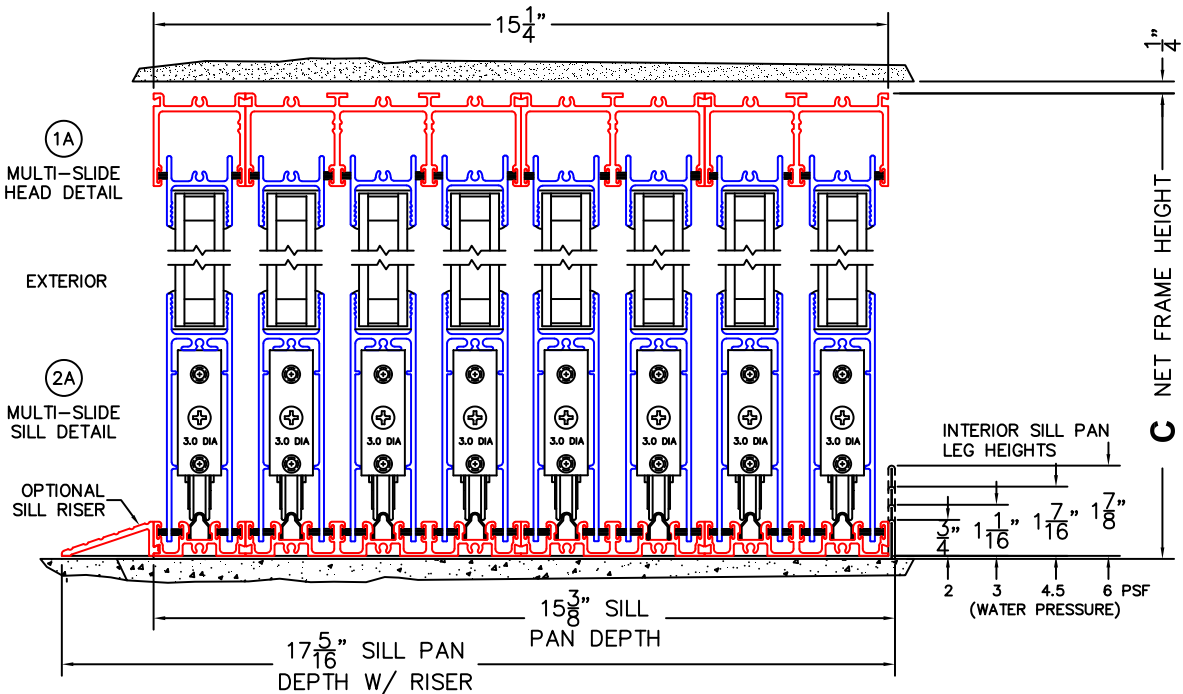 15 1/4"
1/4"
1A
MULTI-SLIDE
HEAD DETAIL
EXTERIOR
2A
MULTI-SLIDE
SILL DETAIL
OPTIONAL
SILL RISER
3.0 DIA
3.0 DIA
3.0 DIA
3.0 DIA
3.0 DIA
3.0 DIA
3.0 DIA
3.0 DIA
C NET FRAME HEIGHT
INTERIOR SILL PAN
LEG HEIGHTS
3/4" 1 1/16" 1 7/16" 1 7/8"
2 3 4.5 6 PSF
(WATER PRESSURE)
15 3/8" SILL
PAN DEPTH
17 5/16" SILL PAN
DEPTH W/ RISER